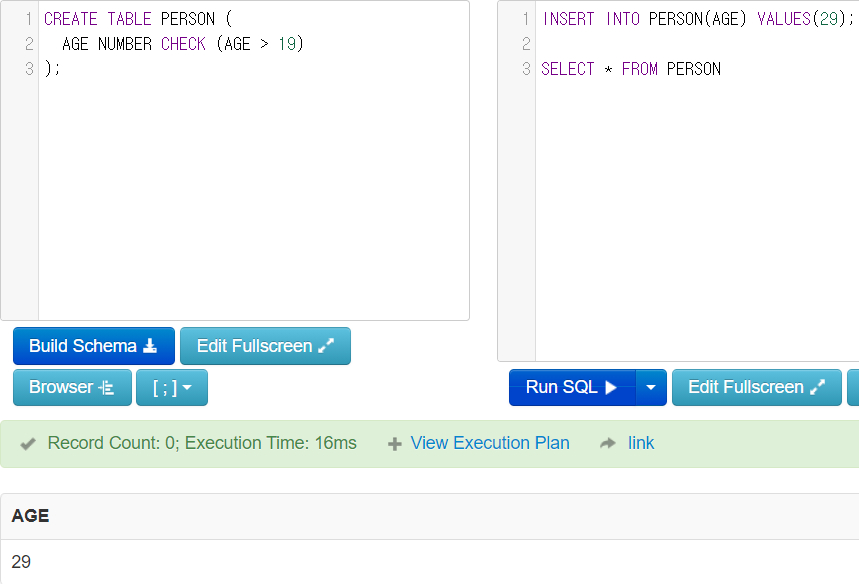 1 CREATE TABLE PERSON (
2 AGE NUMBER CHECK (AGE > 19)
3 );
1 INSERT INTO PERSON(AGE) VALUES(29);
2
3 SELECT * FROM PERSON
Build Schema
Edit Fullscreen
Browser
[ ; ]
Run SQL
Edit Fullscreen
Record Count: 0; Execution Time: 16ms
View Execution Plan
link
AGE
29